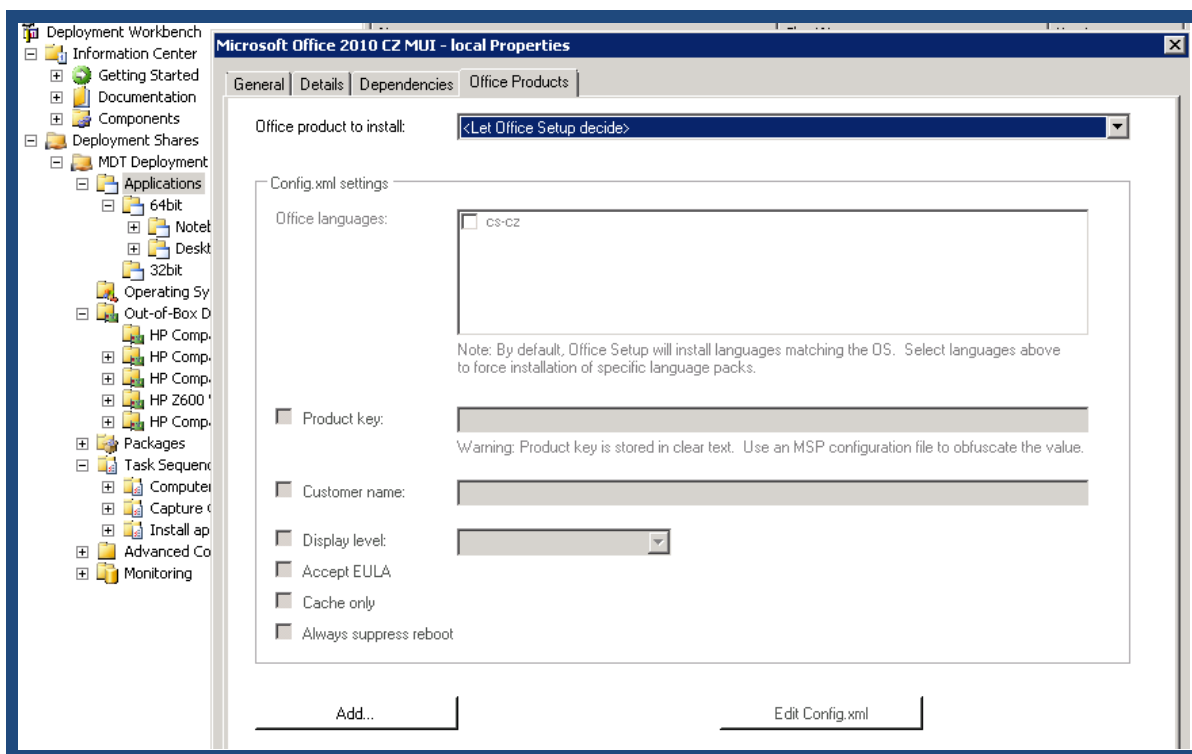 Deployment Workbench
Information Center
Getting Started
Documentation
Components
Deployment Shares
MDT Deployment
Applications
64bit
Noteb
Deskt
32bit
Operating Sy
Out-of-Box D
HP Comp
HP Comp
HP Comp
HP Z600
HP Comp
Packages
Task Sequenc
Computer
Capture
Install ap
Advanced Co
Monitoring
Microsoft Office 2010 CZ MUI - local Properties
General
Details
Dependencies
Office Products
Office product to install:
<Let Office Setup decide>
Config.xml settings
Office languages:
cs-cz
Note: By default, Office Setup will install languages matching the OS. Select languages above
to force installation of specific language packs.
Product key:
Warning: Product key is stored in clear text. Use an MSP configuration file to obfuscate the value.
Customer name:
Display level:
Accept EULA
Cache only
Always suppress reboot
Add...
Edit Config.xml